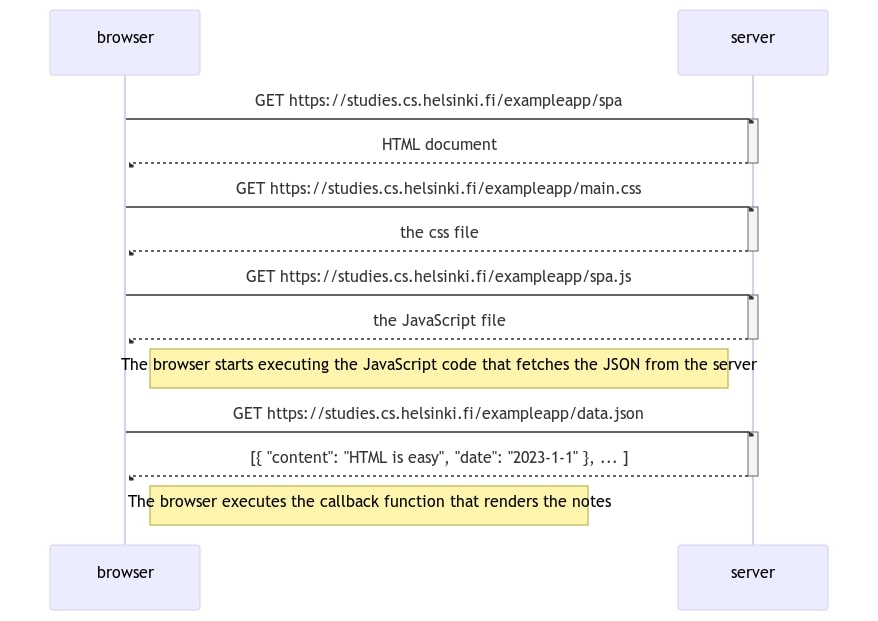 browser
server
GET https://studies.cs.helsinki.fi/exampleapp/spa
HTML document
GET https://studies.cs.helsinki.fi/exampleapp/main.css
the css file
GET https://studies.cs.helsinki.fi/exampleapp/spa.js
the JavaScript file
The browser starts executing the JavaScript code that fetches the JSON from the server
GET https://studies.cs.helsinki.fi/exampleapp/data.json
[{ "content": "HTML is easy", "date": "2023-1-1" }, ... ]
The browser executes the callback function that renders the notes
browser
server